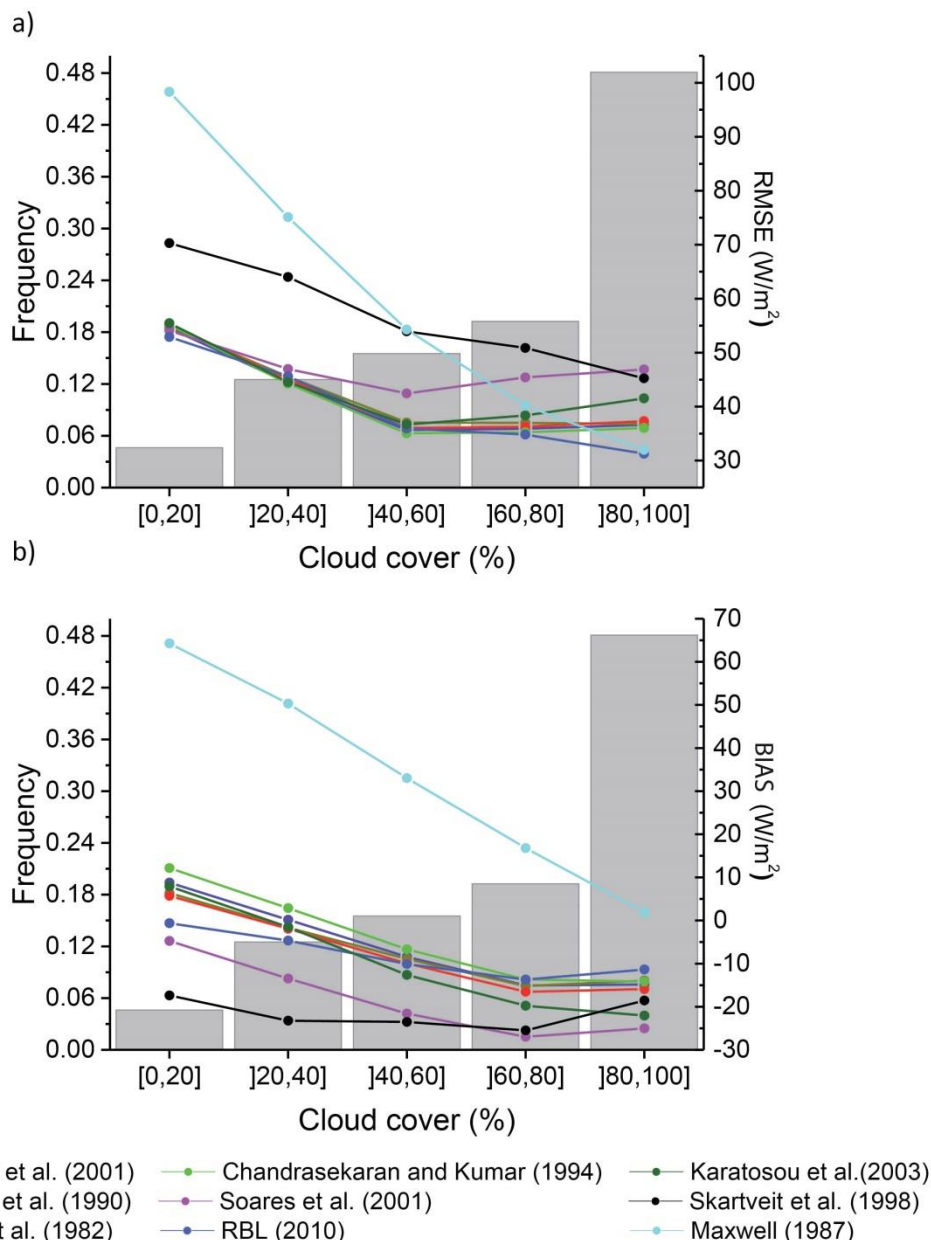 a)
0.48
0.42
0.36
0.30
0.24
0.18
0.12
0.06
0.00
Frequency
100
90
80
70
60
50
40
30
RMSE (W/m²)
[0,20] ]20,40] ]40,60] ]60,80] ]80,100]
Cloud cover (%)
b)
0.48
0.42
0.36
0.30
0.24
0.18
0.12
0.06
0.00
Frequency
70
60
50
40
30
20
10
0
-10
-20
-30
BIAS (W/m²)
[0,20] ]20,40] ]40,60] ]60,80] ]80,100]
Cloud cover (%)
et al. (2001) Chandrasekaran and Kumar (1994) Karatosou et al.(2003)
et al. (1990) Soares et al. (2001) Skartveit et al. (1998)
t al. (1982) RBL (2010) Maxwell (1987)